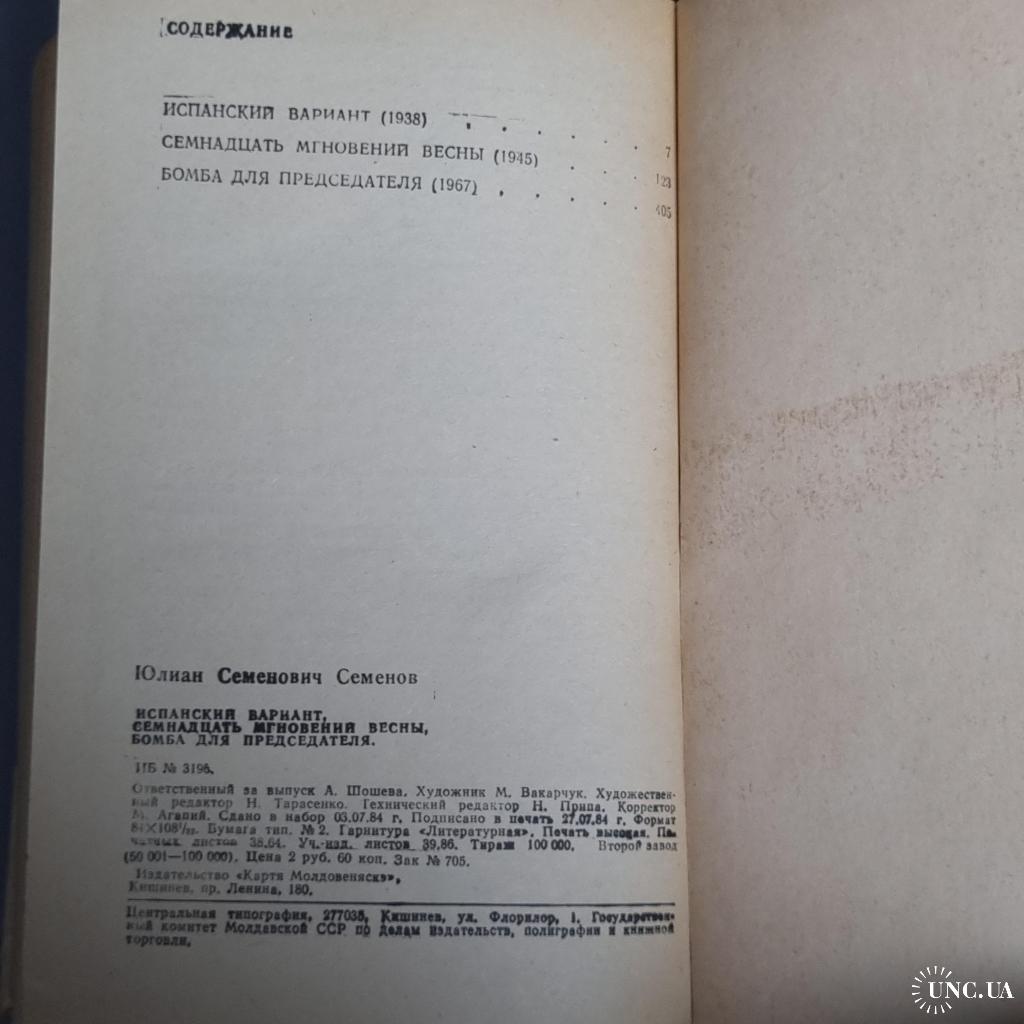 СОДЕРЖАНИЕ
ИСПАНСКИЙ ВАРИАНТ (1938) . . . . . 7
СЕМНАДЦАТЬ МГНОВЕНИЙ ВЕСНЫ (1945) . . . 123
БОМБА ДЛЯ ПРЕДСЕДАТЕЛЯ (1967) . . . . . 405
Юлиан Семенович Семенов
ИСПАНСКИЙ ВАРИАНТ,
СЕМНАДЦАТЬ МГНОВЕНИЙ ВЕСНЫ,
БОМБА ДЛЯ ПРЕДСЕДАТЕЛЯ.
ИБ № 3196.
Ответственный за выпуск А. Шошева. Художник М. Вакарчук. Художествен-
ный редактор Н. Тарасенко. Технический редактор Н. Припа. Корректор
М. Агапий. Сдано в набор 03.07.84 г. Подписано в печать 27.07.84 г. Формат
84×108¹/₃₂. Бумага тип. № 2. Гарнитура «Литературная». Печать высокая. Пе-
чатных листов 38.64. Уч.-изд. листов 39,86. Тираж 100 000. Второй завод
(50 001—100 000). Цена 2 руб. 60 коп. Зак № 705.
Издательство «Картя Молдовеняскэ»,
Кишинев, пр. Ленина, 180.
Центральная типография, 277035, Кишинев, ул. Флорилор, 1. Государствен-
ный комитет Молдавской ССР по делам издательств, полиграфии и книжной
торговли.
UNC.UA